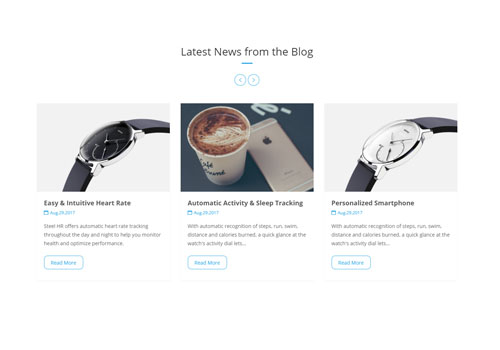 Latest News from the Blog
Easy & Intuitive Heart Rate
Aug.29.2017
Steel HR offers automatic heart rate tracking
throughout the day and night to help you monitor
health and optimize performance.
Read More
Automatic Activity & Sleep Tracking
Aug.29.2017
With automatic recognition of steps, run, swim,
distance and calories burned, a quick glance at the
watch's activity dial lets...
Read More
Personalized Smartphone
Aug.29.2017
With automatic recognition of steps, run, swim,
distance and calories burned, a quick glance at the
watch's activity dial lets...
Read More